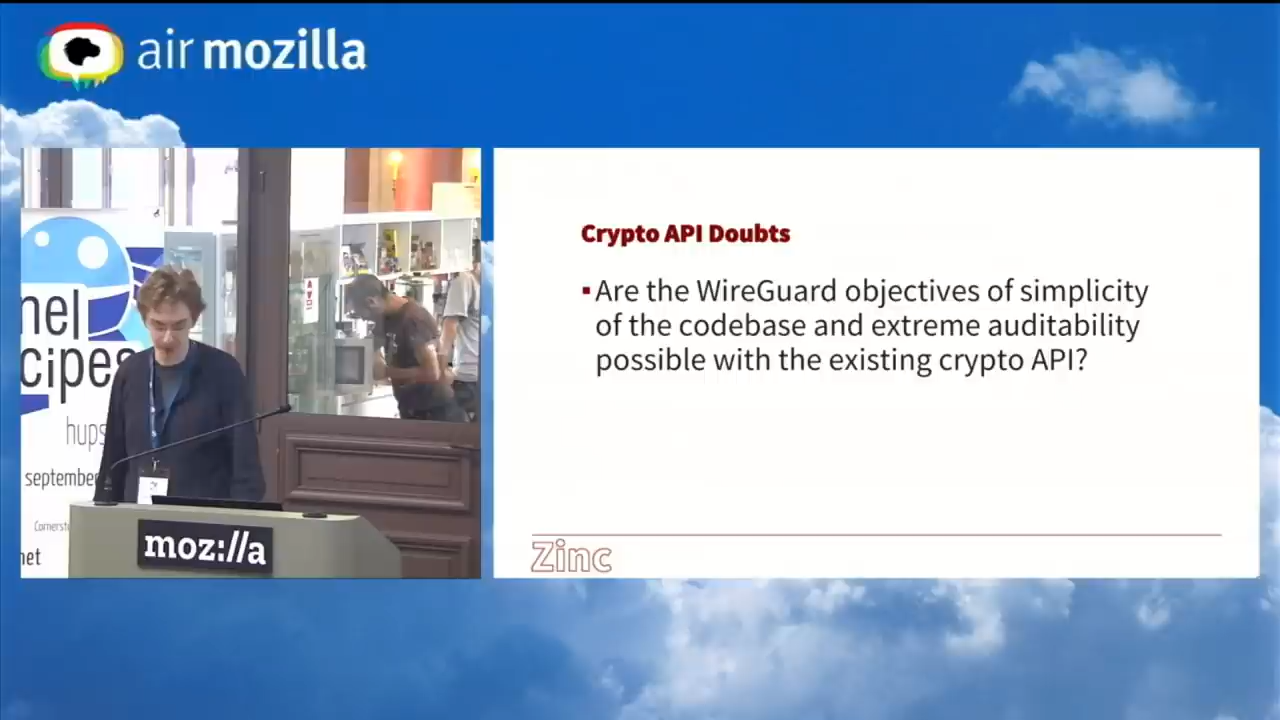 air mozilla
nel
cipes
hups
september
Cornerst
net
moz://a
Crypto API Doubts
▪Are the WireGuard objectives of simplicity
of the codebase and extreme auditability
possible with the existing crypto API?
Zinc